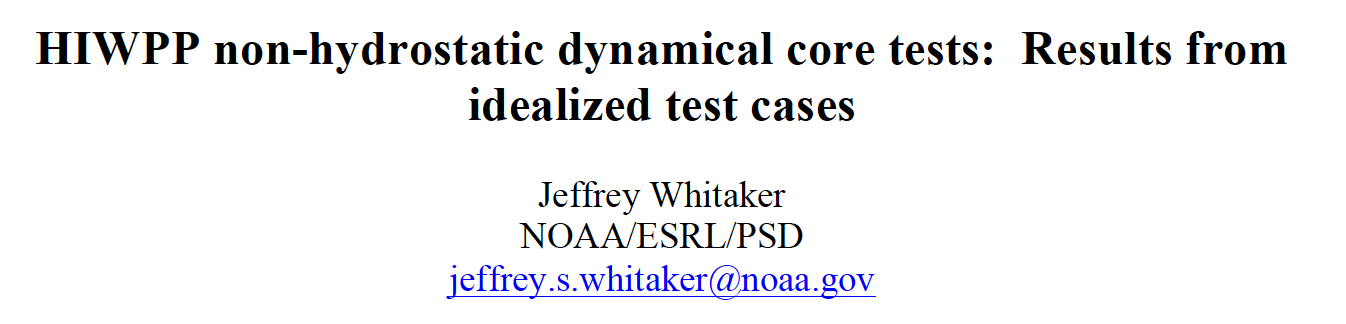 HIWPP non-hydrostatic dynamical core tests:  Results from
idealized test cases
Jeffrey Whitaker
NOAA/ESRL/PSD
jeffrey.s.whitaker@noaa.gov